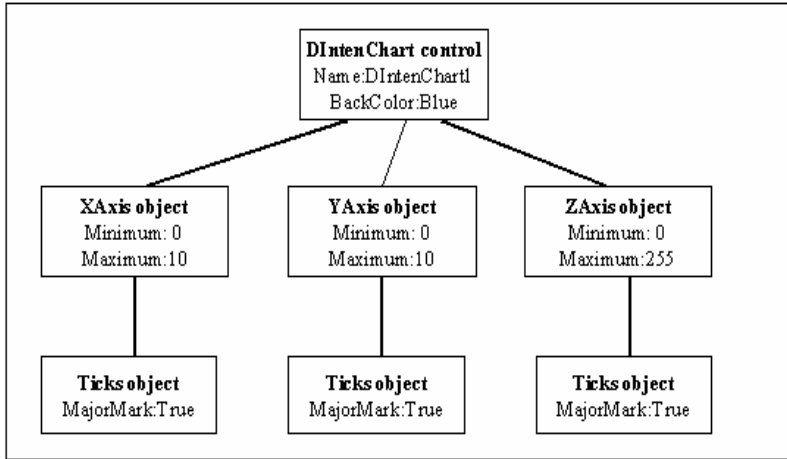 DIntenChart control
Name:DIntenChart1
BackColor:Blue
XAxis object
Minimum: 0
Maximum:10
YAxis object
Minimum: 0
Maximum:10
ZAxis object
Minimum: 0
Maximum:255
Ticks object
MajorMark:True
Ticks object
MajorMark:True
Ticks object
MajorMark:True